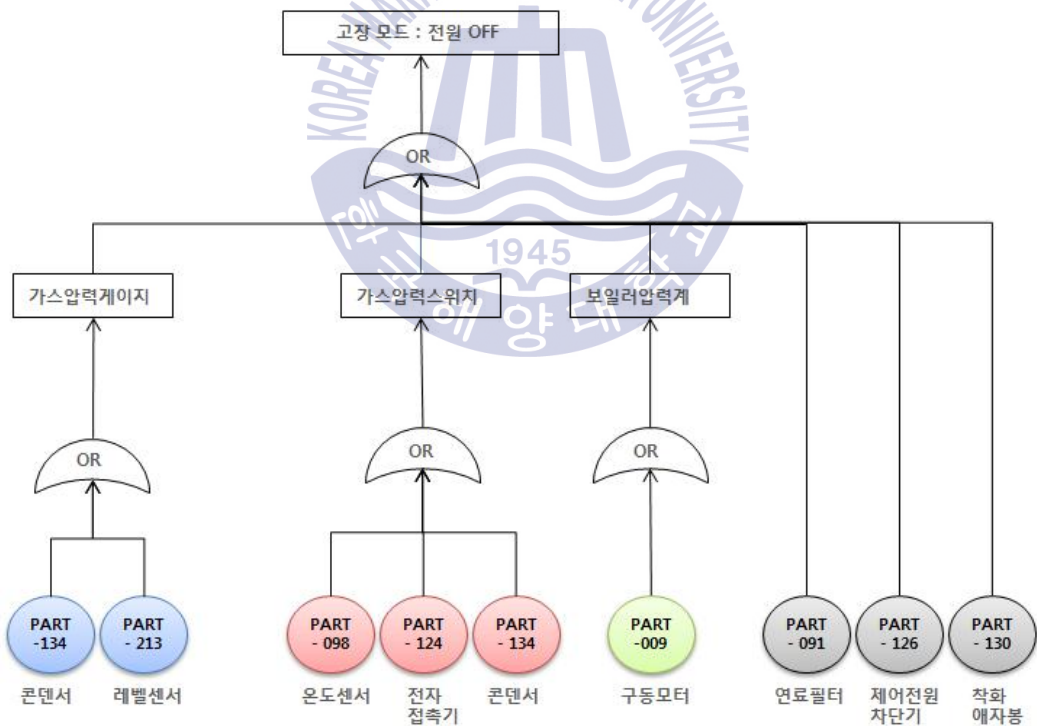 고장 모드 : 전원 OFF
OR
1945
가스압력게이지
가스압력스위치
보일러압력계
OR
OR
OR
PART
-134
PART
- 213
PART
- 098
PART
- 124
PART
- 134
PART
-009
PART
- 091
PART
- 126
PART
- 130
콘덴서
레벨센서
온도센서
전자
접촉기
콘덴서
구동모터
연료필터
제어전원
차단기
착화
애자봉